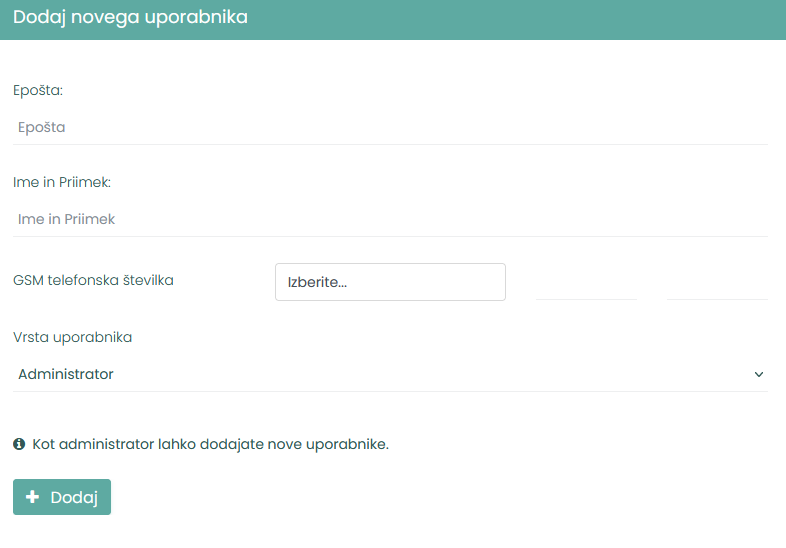 Dodaj novega uporabnika
Epošta:
Epošta
Ime in Priimek:
Ime in Priimek
GSM telefonska številka Izberite...
Vrsta uporabnika
Administrator
Kot administrator lahko dodajate nove uporabnike.
Dodaj